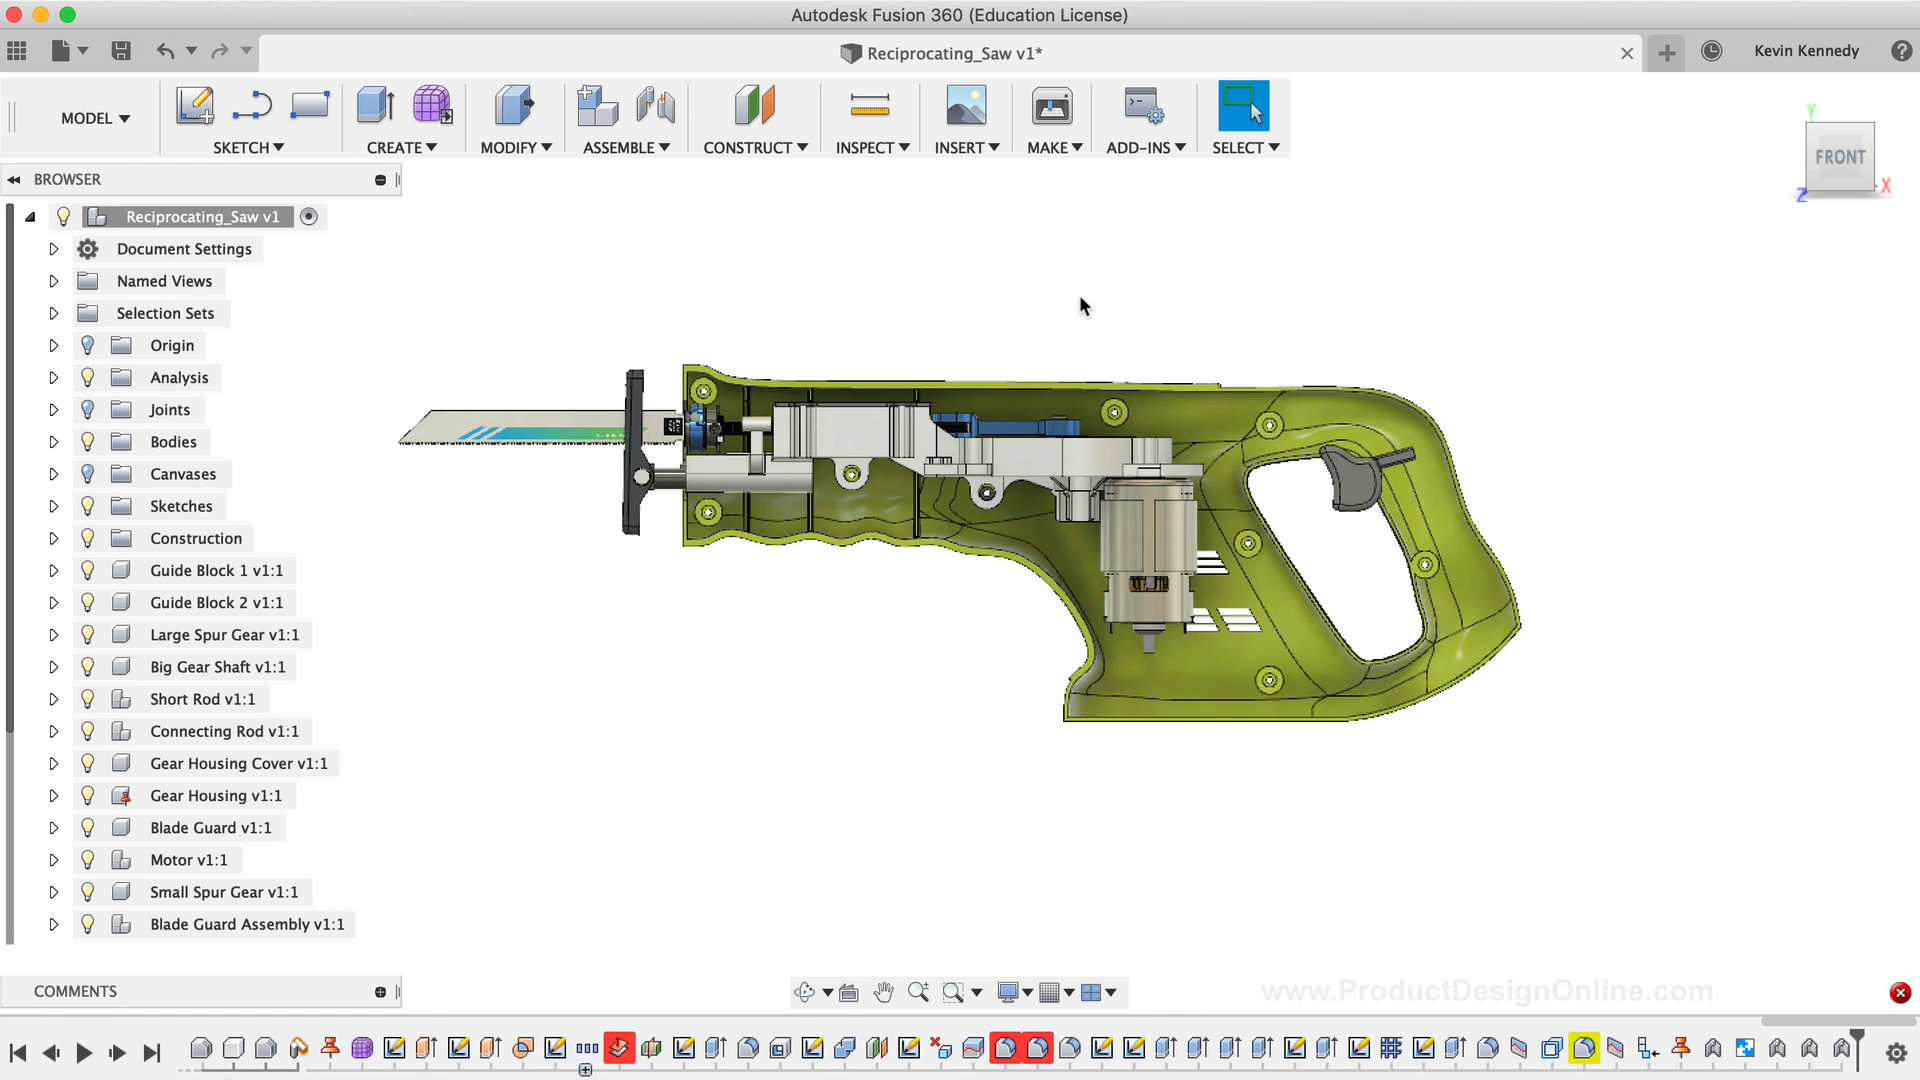 Autodesk Fusion 360 (Education License)
Reciprocating_Saw v1*
Kevin Kennedy
MODEL
SKETCH
CREATE
MODIFY
ASSEMBLE
CONSTRUCT
INSPECT
INSERT
MAKE
ADD-INS
SELECT
Y
FRONT
X
Z
BROWSER
Reciprocating_Saw v1
Document Settings
Named Views
Selection Sets
Origin
Analysis
Joints
Bodies
Canvases
Sketches
Construction
Guide Block 1 v1:1
Guide Block 2 v1:1
Large Spur Gear v1:1
Big Gear Shaft v1:1
Short Rod v1:1
Connecting Rod v1:1
Gear Housing Cover v1:1
Gear Housing v1:1
Blade Guard v1:1
Motor v1:1
Small Spur Gear v1:1
Blade Guard Assembly v1:1
COMMENTS
www.ProductDesignOnline.com